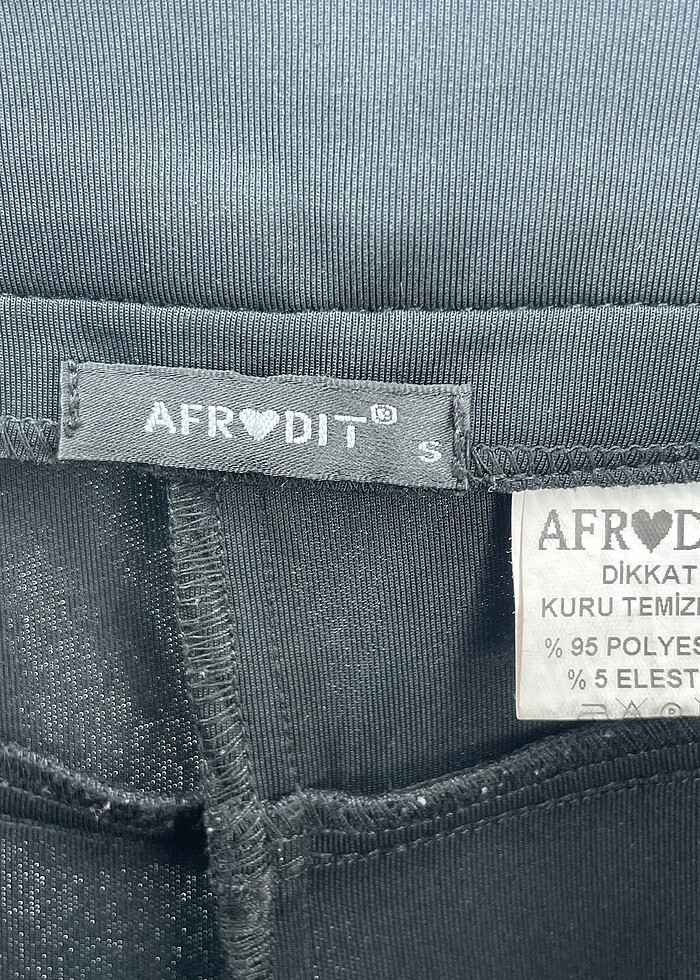 AFR♥DIT®
S
AFR♥D
DİKKAT
KURU TEMİZ
% 95 POLYES
% 5 ELEST